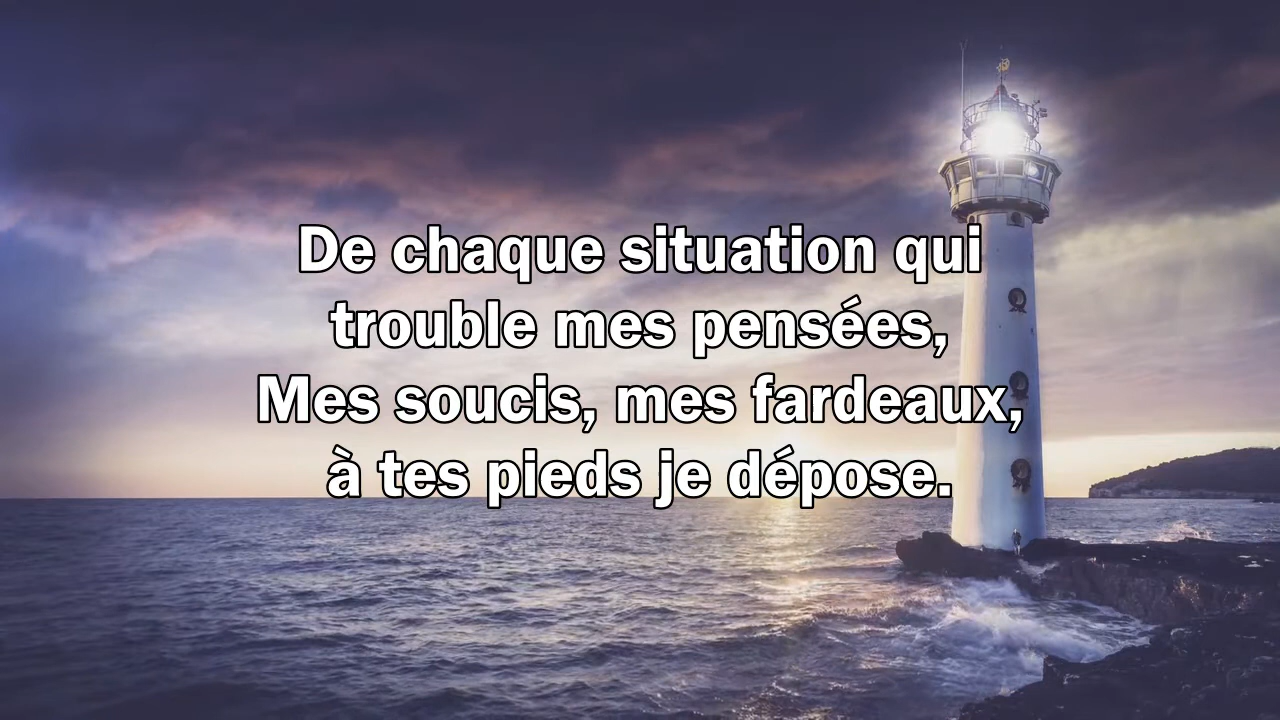 De chaque situation qui
trouble mes pensées,
Mes soucis, mes fardeaux,
à tes pieds je dépose.